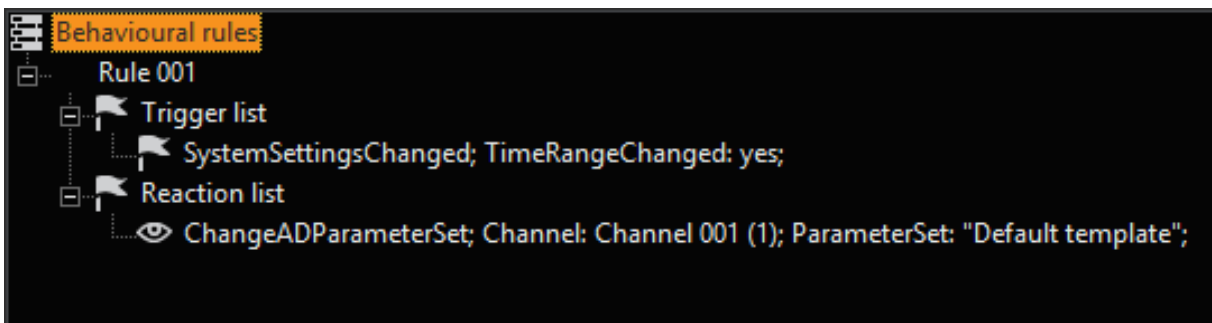 Behavioural rules
Rule 001
Trigger list
SystemSettingsChanged; TimeRangeChanged: yes;
Reaction list
ChangeADParameterSet; Channel: Channel 001 (1); ParameterSet: "Default template";